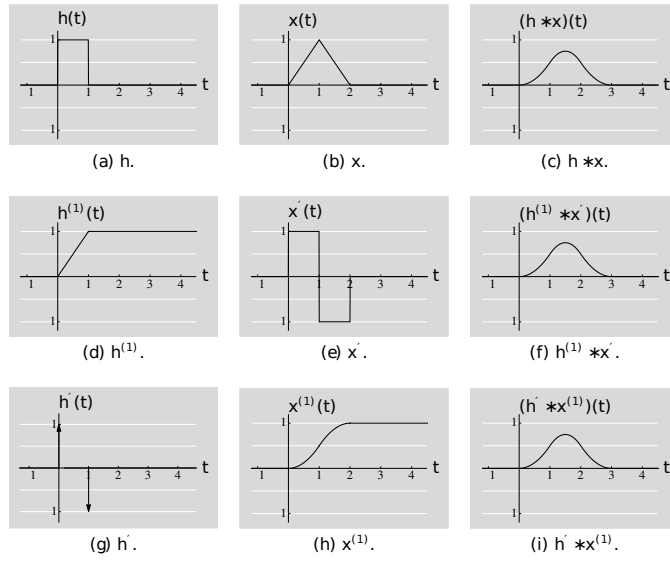 h(t)
1
t
1 1 2 3 4
1
(a) h.
x(t)
1
t
1 1 2 3 4
1
(b) x.
(h ∗x)(t)
1
t
1 1 2 3 4
1
(c) h ∗x.
h⁽¹⁾(t)
1
t
1 1 2 3 4
1
(d) h⁽¹⁾.
x′(t)
1
t
1 1 2 3 4
1
(e) x′.
(h⁽¹⁾ ∗x′)(t)
1
t
1 1 2 3 4
1
(f) h⁽¹⁾ ∗x′.
h′(t)
1
t
1 1 2 3 4
1
(g) h′.
x⁽¹⁾(t)
1
t
1 1 2 3 4
1
(h) x⁽¹⁾.
(h′ ∗x⁽¹⁾)(t)
1
t
1 1 2 3 4
1
(i) h′ ∗x⁽¹⁾.